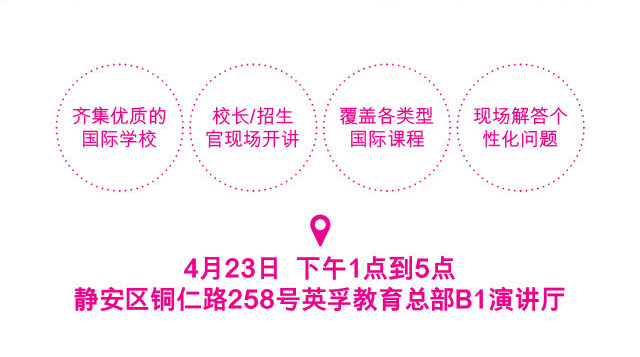 齐集优质的
国际学校
校长/招生
官现场开讲
覆盖各类型
国际课程
现场解答个
性化问题
4月23日 下午1点到5点
静安区铜仁路258号英孚教育总部B1演讲厅